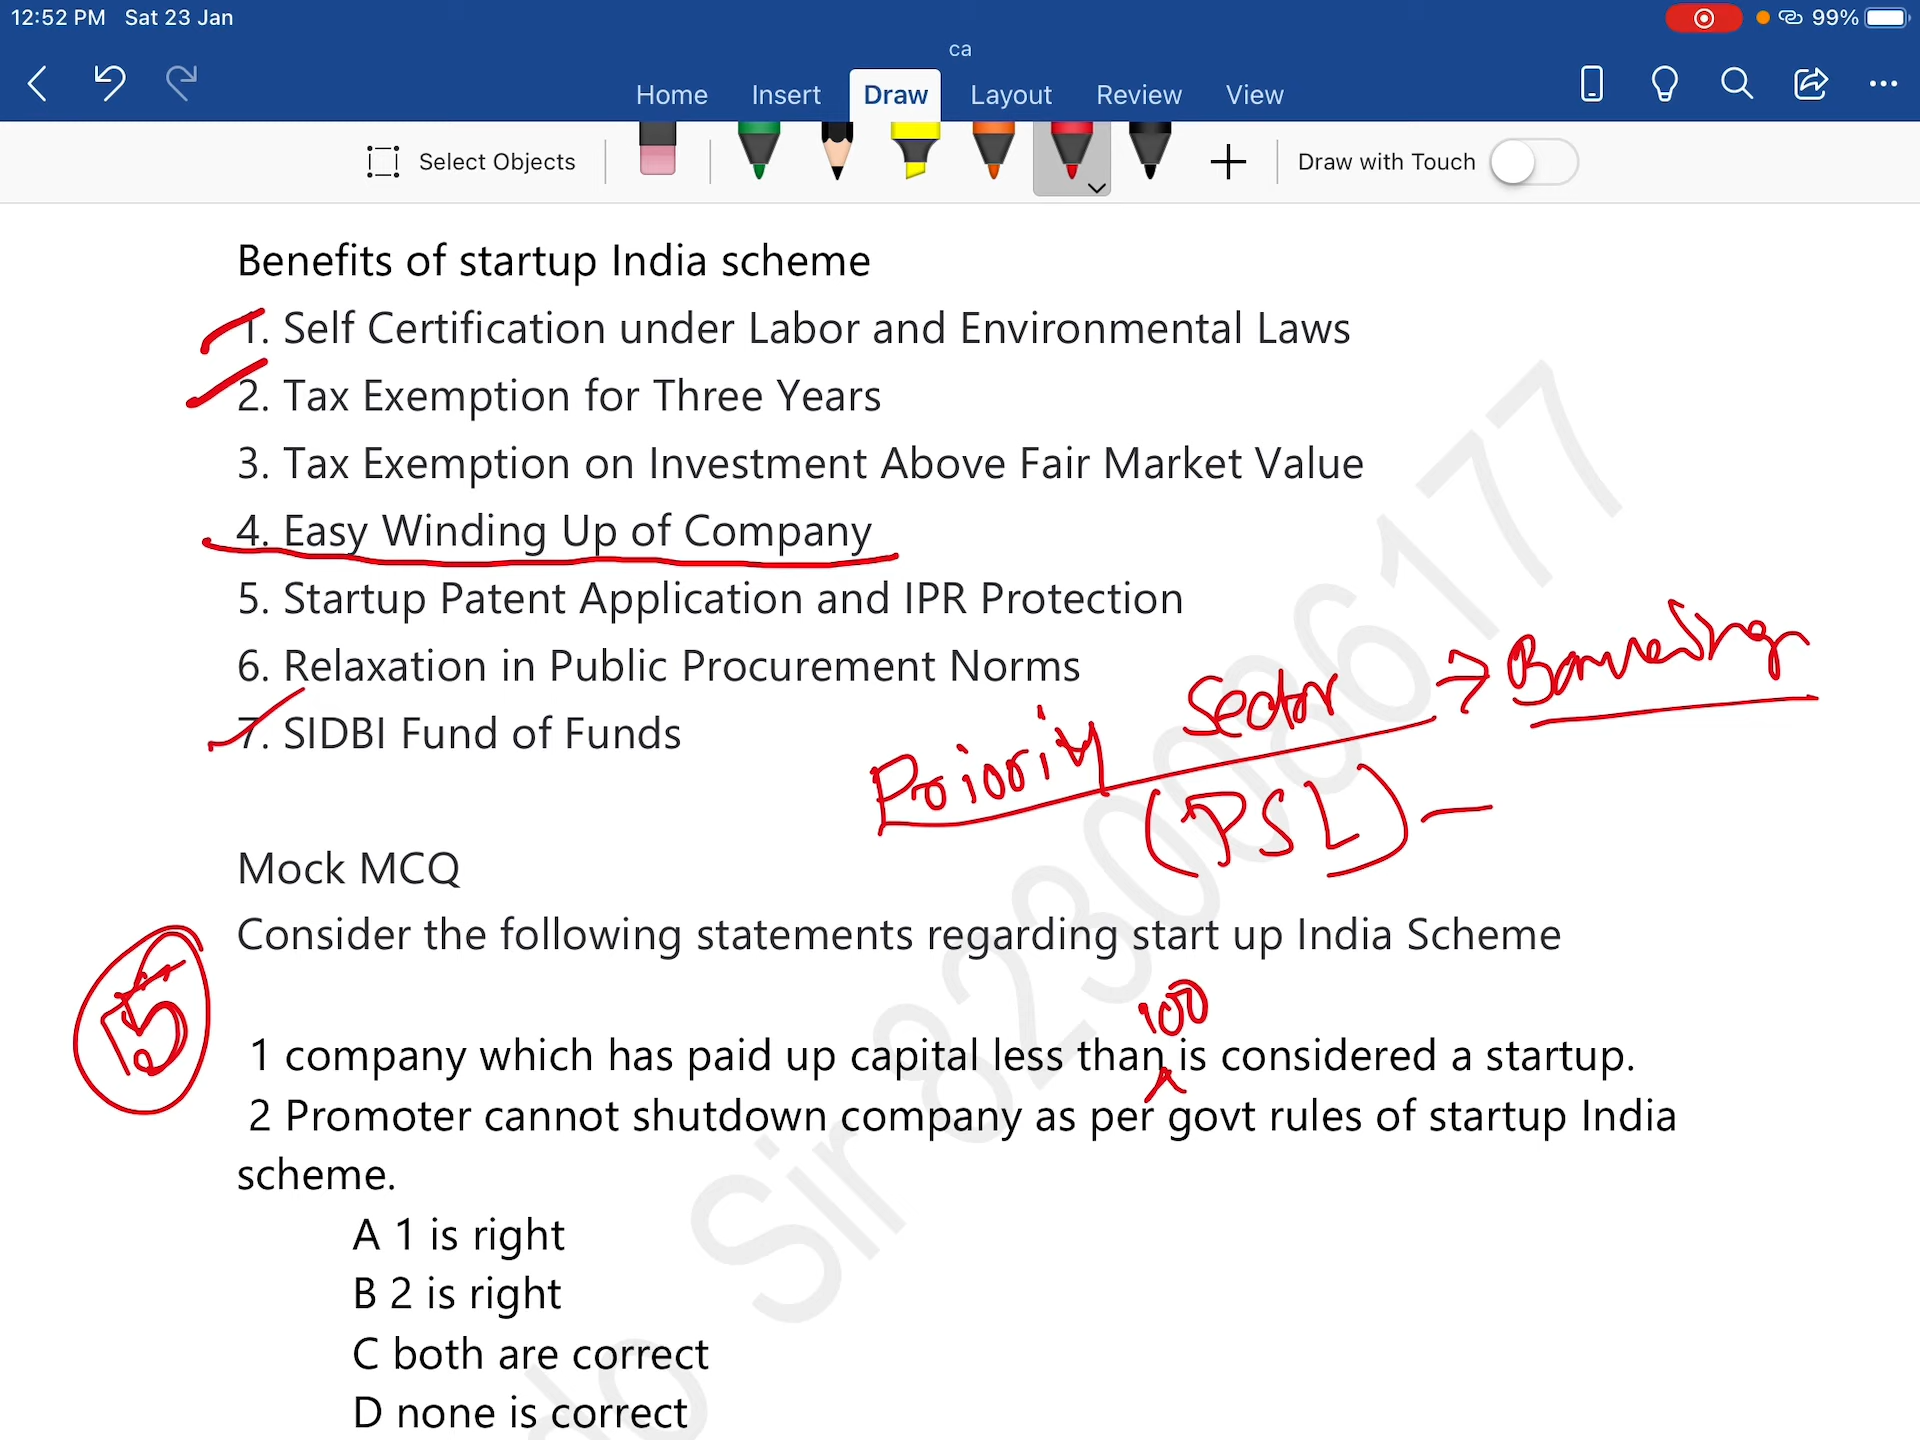 12:52 PM Sat 23 Jan
99%
ca
Home Insert Draw Layout Review View
Select Objects
Draw with Touch
Benefits of startup India scheme
1. Self Certification under Labor and Environmental Laws
2. Tax Exemption for Three Years
3. Tax Exemption on Investment Above Fair Market Value
4. Easy Winding Up of Company
5. Startup Patent Application and IPR Protection
6. Relaxation in Public Procurement Norms
7. SIDBI Fund of Funds
Priority Sector →
(PSL) —
Mock MCQ
Consider the following statements regarding start up India Scheme
100
1 company which has paid up capital less than is considered a startup.
2 Promoter cannot shutdown company as per govt rules of startup India
scheme.
A 1 is right
B 2 is right
C both are correct
D none is correct
Sir 8230086177